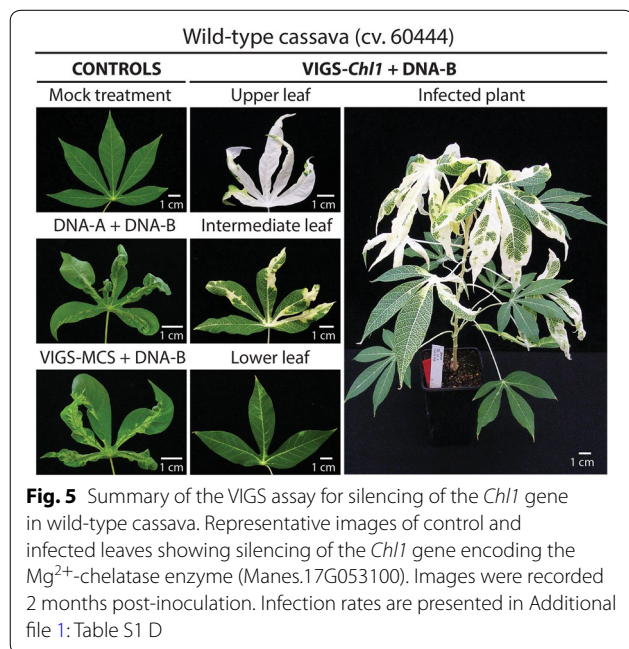 Wild-type cassava (cv. 60444)
CONTROLS
VIGS-Chl1 + DNA-B
Mock treatment
Upper leaf
Infected plant
1 cm
1 cm
DNA-A + DNA-B
Intermediate leaf
1 cm
1 cm
VIGS-MCS + DNA-B
Lower leaf
1 cm
1 cm
1 cm
Fig. 5 Summary of the VIGS assay for silencing of the Chl1 gene
in wild-type cassava. Representative images of control and
infected leaves showing silencing of the Chl1 gene encoding the
Mg2+-chelatase enzyme (Manes.17G053100). Images were recorded
2 months post-inoculation. Infection rates are presented in Additional
file 1: Table S1 D